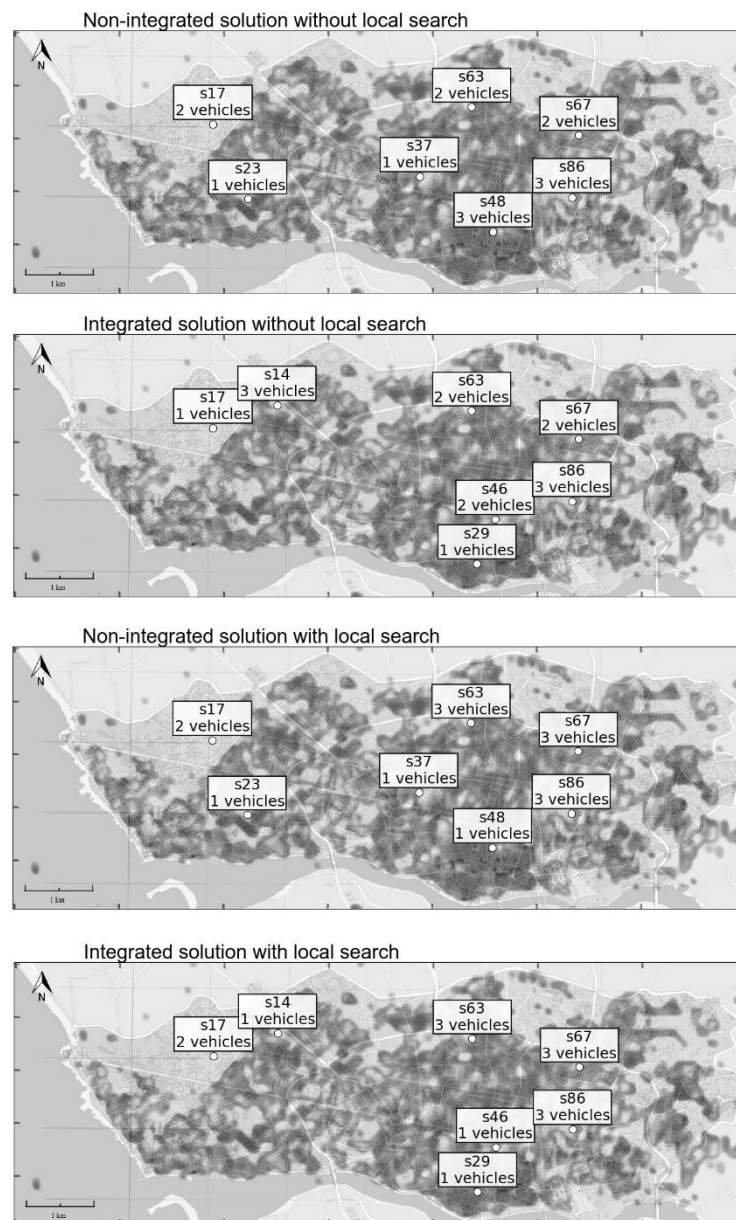 Non-integrated solution without local search
N
s17
2 vehicles
s63
2 vehicles
s67
2 vehicles
s37
1 vehicles
s23
1 vehicles
s86
3 vehicles
s48
3 vehicles
1 km
Integrated solution without local search
N
s14
3 vehicles
s17
1 vehicles
s63
2 vehicles
s67
2 vehicles
s86
3 vehicles
s46
2 vehicles
s29
1 vehicles
1 km
Non-integrated solution with local search
N
s17
2 vehicles
s63
3 vehicles
s67
3 vehicles
s37
1 vehicles
s23
1 vehicles
s86
3 vehicles
s48
1 vehicles
1 km
Integrated solution with local search
N
s14
1 vehicles
s17
2 vehicles
s63
3 vehicles
s67
3 vehicles
s86
3 vehicles
s46
1 vehicles
s29
1 vehicles
1 km